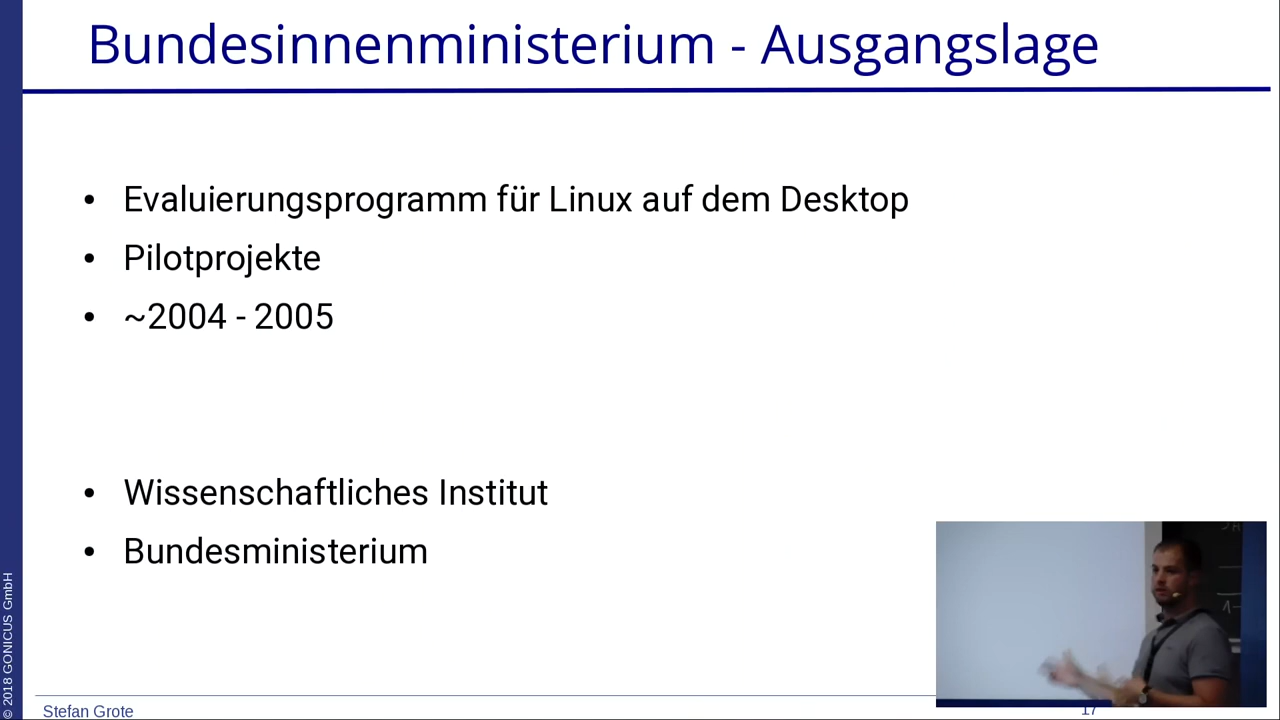 Bundesinnenministerium - Ausgangslage
• Evaluierungsprogramm für Linux auf dem Desktop
• Pilotprojekte
• ~2004 - 2005
• Wissenschaftliches Institut
• Bundesministerium
© 2018 GONICUS GmbH
Stefan Grote
17